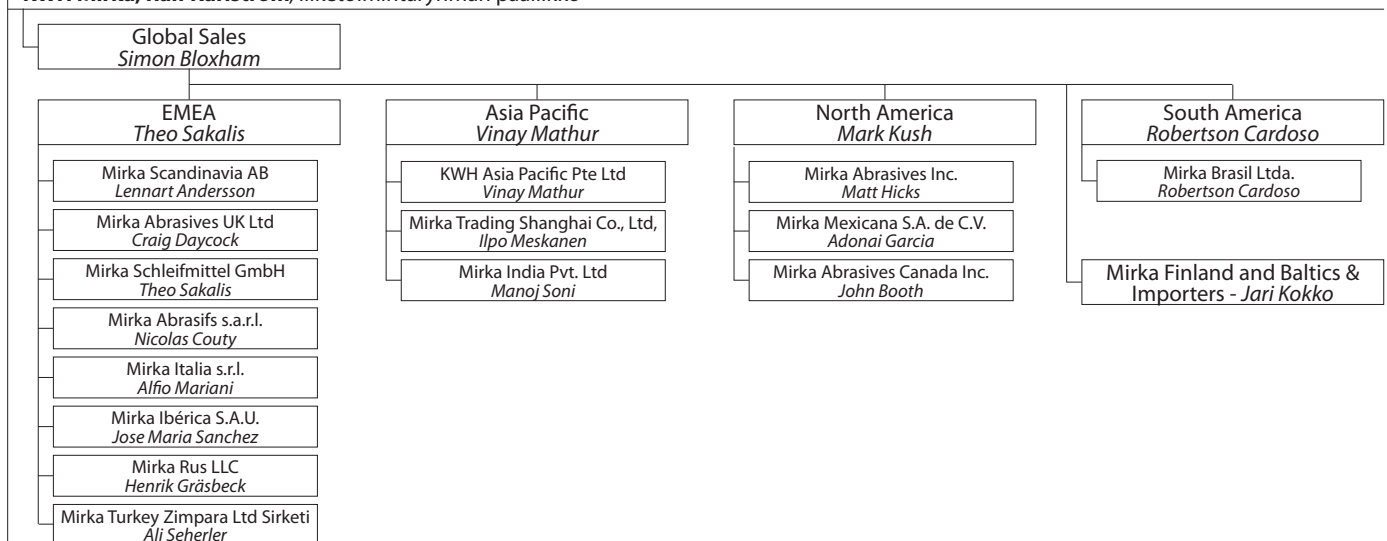 Global Sales
Simon Bloxham
EMEA
Theo Sakalis
Mirka Scandinavia AB
Lennart Andersson
Mirka Abrasives UK Ltd
Craig Daycock
Mirka Schleifmittel GmbH
Theo Sakalis
Mirka Abrasifs s.a.r.l.
Nicolas Couty
Mirka Italia s.r.l.
Alfio Mariani
Mirka Ibérica S.A.U.
Jose Maria Sanchez
Mirka Rus LLC
Henrik Gräsbeck
Mirka Turkey Zimpara Ltd Sirketi
Ali Seherler
Asia Pacific
Vinay Mathur
KWH Asia Pacific Pte Ltd
Vinay Mathur
Mirka Trading Shanghai Co., Ltd,
Ilpo Meskanen
Mirka India Pvt. Ltd
Manoj Soni
North America
Mark Kush
Mirka Abrasives Inc.
Matt Hicks
Mirka Mexicana S.A. de C.V.
Adonai Garcia
Mirka Abrasives Canada Inc.
John Booth
South America
Robertson Cardoso
Mirka Brasil Ltda.
Robertson Cardoso
Mirka Finland and Baltics &
Importers - Jari Kokko